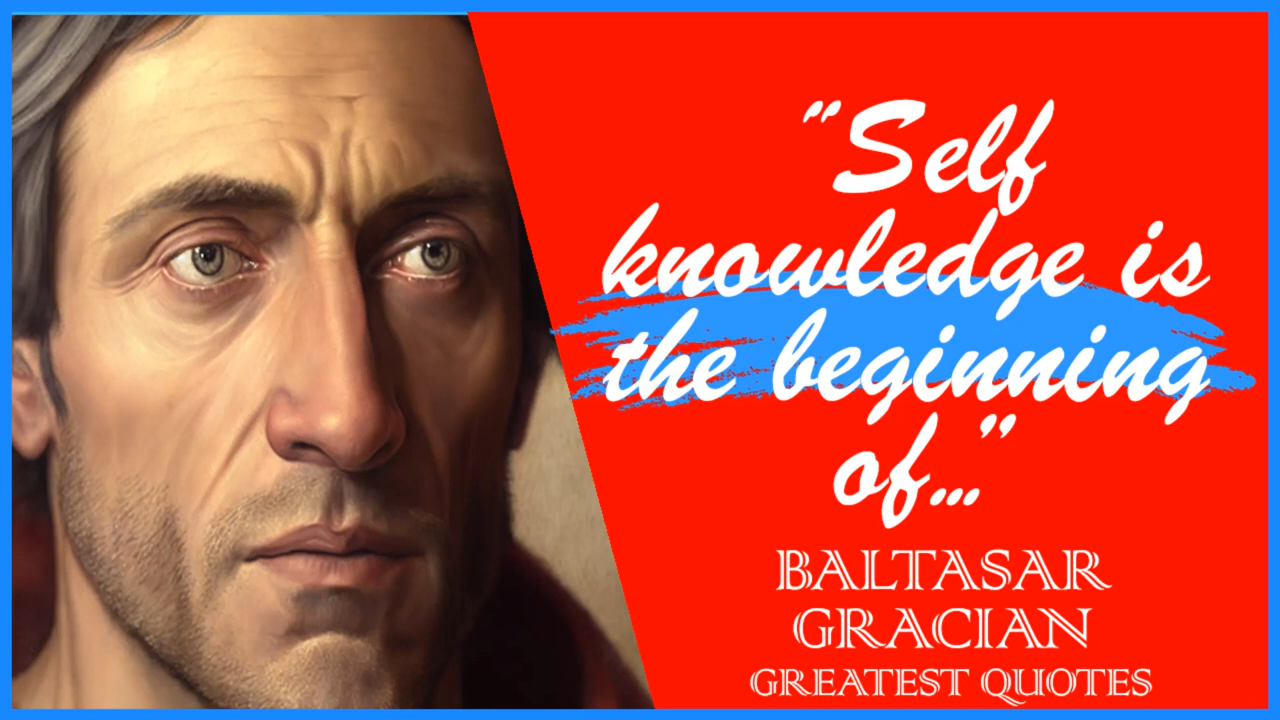 "Self
knowledge is
the beginning
of..."
BALTASAR
GRACIAN
GREATEST QUOTES